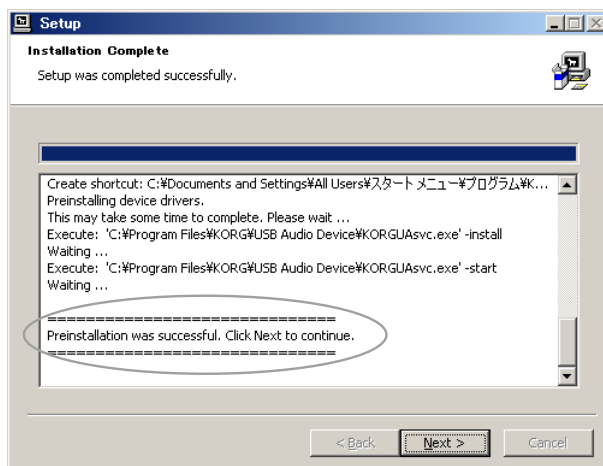 Setup
Installation Complete
Setup was completed successfully.
Create shortcut: C:¥Documents and Settings¥All Users¥スタート メニュー¥プログラム¥K...
Preinstalling device drivers.
This may take some time to complete. Please wait ...
Execute: 'C:¥Program Files¥KORG¥USB Audio Device¥KORGUAsvc.exe' -install
Waiting ...
Execute: 'C:¥Program Files¥KORG¥USB Audio Device¥KORGUAsvc.exe' -start
Waiting ...
==============================
Preinstallation was successful. Click Next to continue.
==============================
< Back
Next >
Cancel